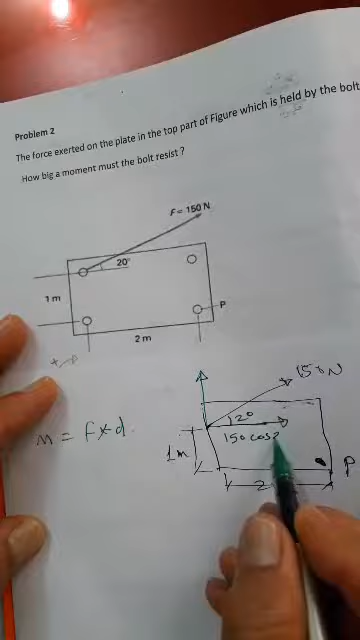 Problem 2
The force exerted on the plate in the top part of Figure which is held by the bolt
How big a moment must the bolt resist ?
F = 150 N
20°
1 m
P
2 m
150 N
20
150 cos 2
M = F x d
1m
P
2